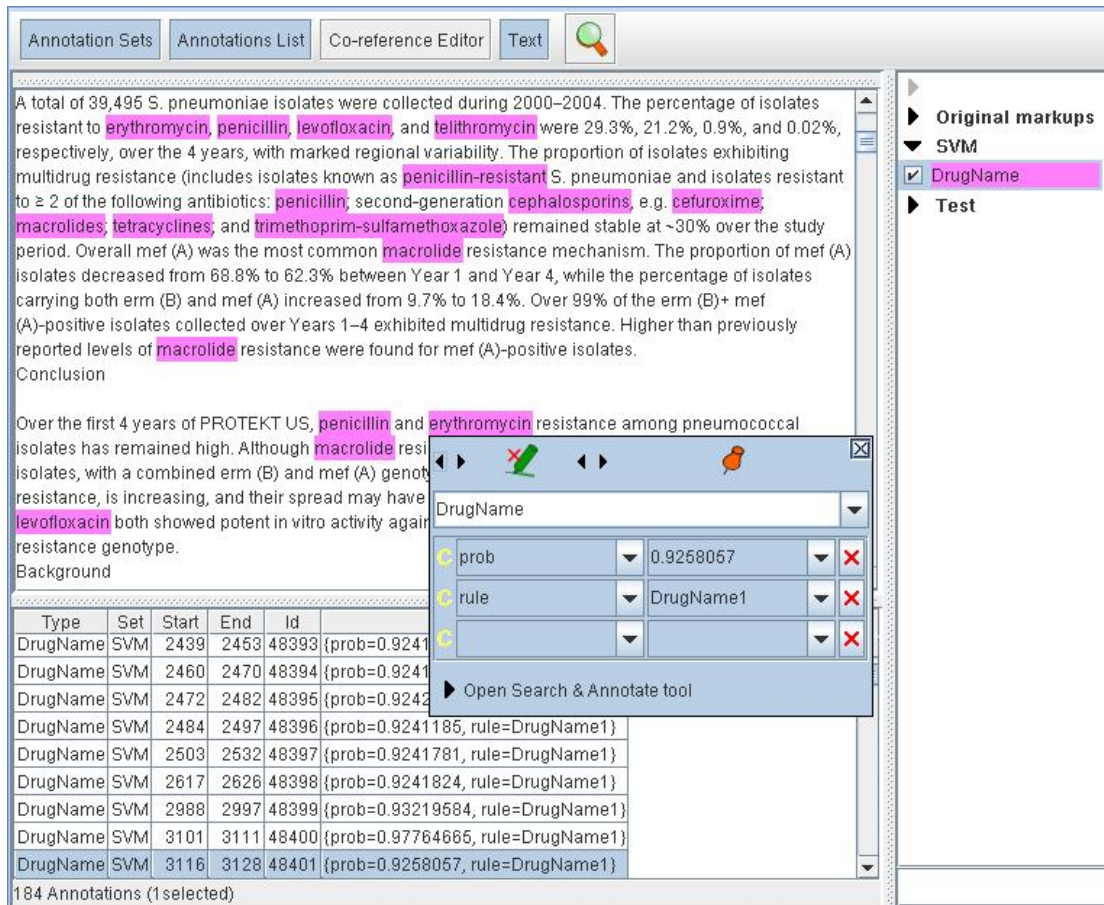 Annotation Sets Annotations List Co-reference Editor Text
A total of 39,495 S. pneumoniae isolates were collected during 2000–2004. The percentage of isolates
resistant to erythromycin, penicillin, levofloxacin, and telithromycin were 29.3%, 21.2%, 0.9%, and 0.02%,
respectively, over the 4 years, with marked regional variability. The proportion of isolates exhibiting
multidrug resistance (includes isolates known as penicillin-resistant S. pneumoniae and isolates resistant
to ≥ 2 of the following antibiotics: penicillin; second-generation cephalosporins, e.g. cefuroxime;
macrolides; tetracyclines; and trimethoprim-sulfamethoxazole) remained stable at ~30% over the study
period. Overall mef (A) was the most common macrolide resistance mechanism. The proportion of mef (A)
isolates decreased from 68.8% to 62.3% between Year 1 and Year 4, while the percentage of isolates
carrying both erm (B) and mef (A) increased from 9.7% to 18.4%. Over 99% of the erm (B)+ mef
(A)-positive isolates collected over Years 1–4 exhibited multidrug resistance. Higher than previously
reported levels of macrolide resistance were found for mef (A)-positive isolates.
Conclusion
Over the first 4 years of PROTEKT US, penicillin and erythromycin resistance among pneumococcal
isolates has remained high. Although macrolide resi
isolates, with a combined erm (B) and mef (A) genoty
resistance, is increasing, and their spread may have
levofloxacin both showed potent in vitro activity again
resistance genotype.
Background
Original markups
SVM
DrugName
Test
DrugName
C prob 0.9258057
C rule DrugName1
C
Open Search & Annotate tool
Type Set Start End Id
DrugName SVM 2439 2453 48393 {prob=0.9241
DrugName SVM 2460 2470 48394 {prob=0.9241
DrugName SVM 2472 2482 48395 {prob=0.9242
DrugName SVM 2484 2497 48396 {prob=0.9241185, rule=DrugName1}
DrugName SVM 2503 2532 48397 {prob=0.9241781, rule=DrugName1}
DrugName SVM 2617 2626 48398 {prob=0.9241824, rule=DrugName1}
DrugName SVM 2988 2997 48399 {prob=0.93219584, rule=DrugName1}
DrugName SVM 3101 3111 48400 {prob=0.97764665, rule=DrugName1}
DrugName SVM 3116 3128 48401 {prob=0.9258057, rule=DrugName1}
184 Annotations (1selected)